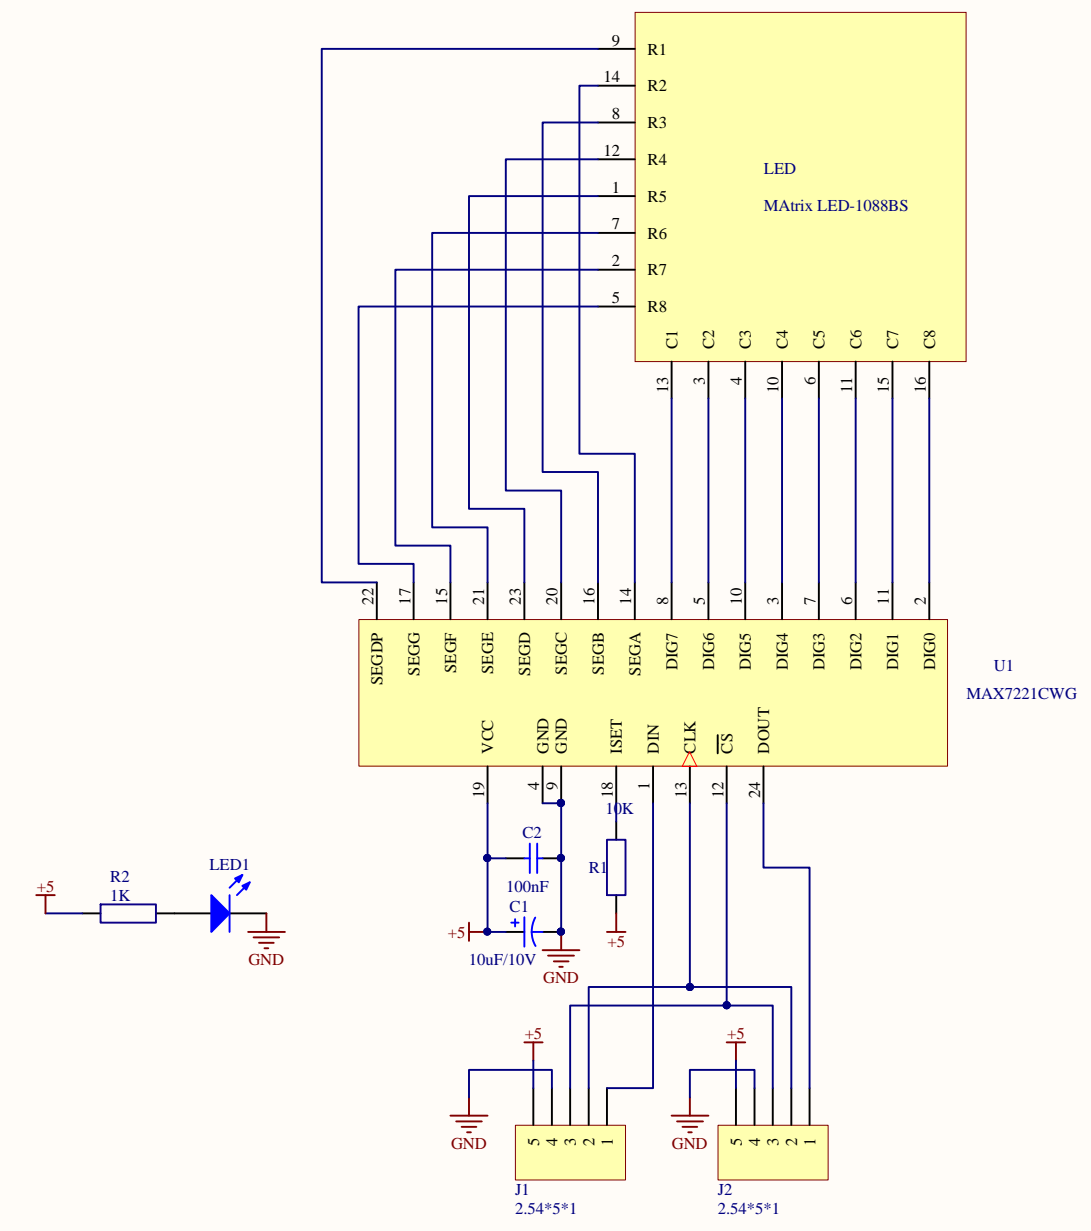 9 R1
14 R2
8 R3
12 R4
1 R5
7 R6
2 R7
5 R8
LED
MAtrix LED-1088BS
C1 C2 C3 C4 C5 C6 C7 C8
13 3 4 10 6 11 15 16
22 17 15 21 23 20 16 14 8 5 10 3 7 6 11 2
SEGDP SEGG SEGF SEGE SEGD SEGC SEGB SEGA DIG7 DIG6 DIG5 DIG4 DIG3 DIG2 DIG1 DIG0
U1
MAX7221CWG
VCC GND GND ISET DIN CLK CS DOUT
19 4 9 18 1 13 12 24
10K
R1
+5
C2
100nF
C1
+
+5
10uF/10V
GND
R2
1K
LED1
+5
GND
+5
GND
5 4 3 2 1
J1
2.54*5*1
+5
GND
5 4 3 2 1
J2
2.54*5*1